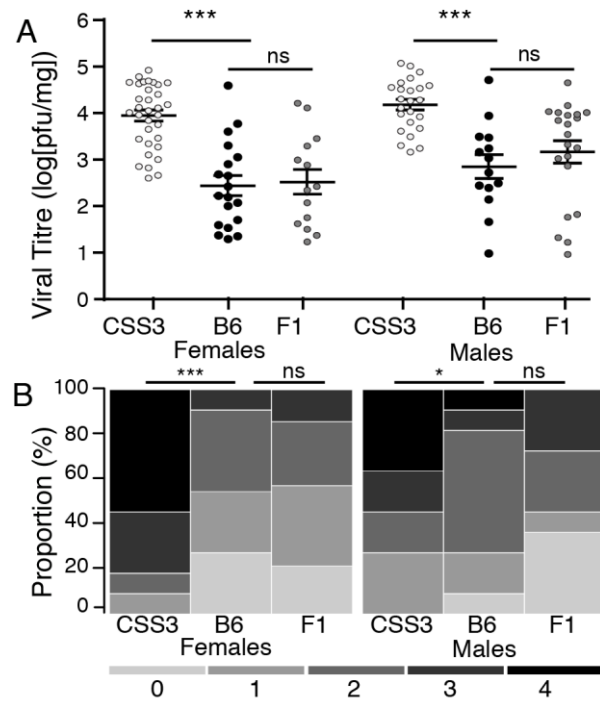 A
Viral Titre (log[pfu/mg])
6
5
4
3
2
1
0
*** ns *** ns
CSS3 B6 F1 CSS3 B6 F1
Females Males
B
Proportion (%)
100
80
60
40
20
0
*** ns * ns
CSS3 B6 F1 CSS3 B6 F1
Females Males
0 1 2 3 4